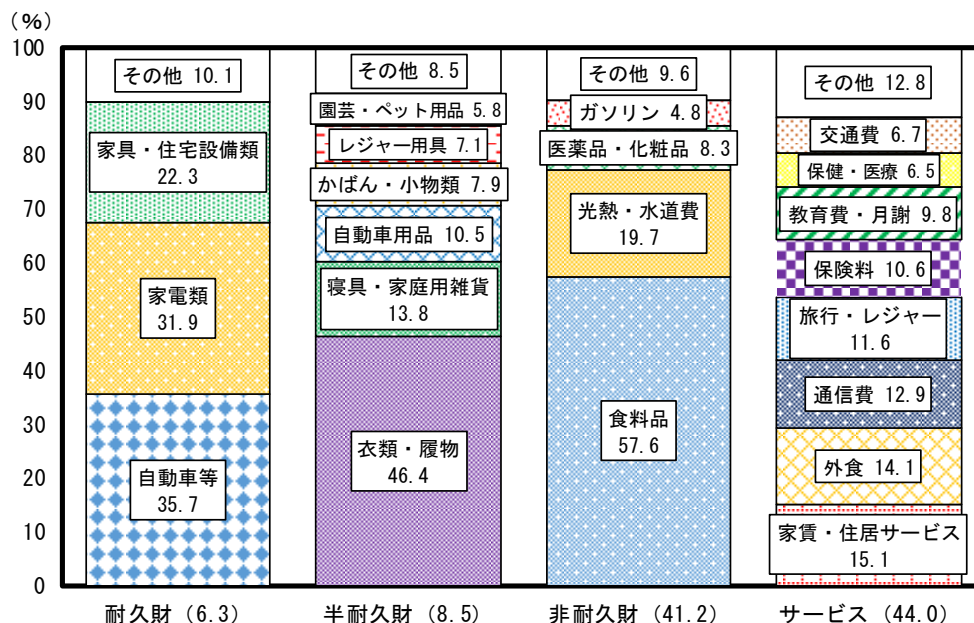 (%)
100
90
80
70
60
50
40
30
20
10
0
その他 10.1
家具・住宅設備類
22.3
家電類
31.9
自動車等
35.7
耐久財 (6.3)
その他 8.5
園芸・ペット用品 5.8
レジャー用具 7.1
かばん・小物類 7.9
自動車用品 10.5
寝具・家庭用雑貨
13.8
衣類・履物
46.4
半耐久財 (8.5)
その他 9.6
ガソリン 4.8
医薬品・化粧品 8.3
光熱・水道費
19.7
食料品
57.6
非耐久財 (41.2)
その他 12.8
交通費 6.7
保健・医療 6.5
教育費・月謝 9.8
保険料 10.6
旅行・レジャー
11.6
通信費 12.9
外食 14.1
家賃・住居サービス
15.1
サービス (44.0)